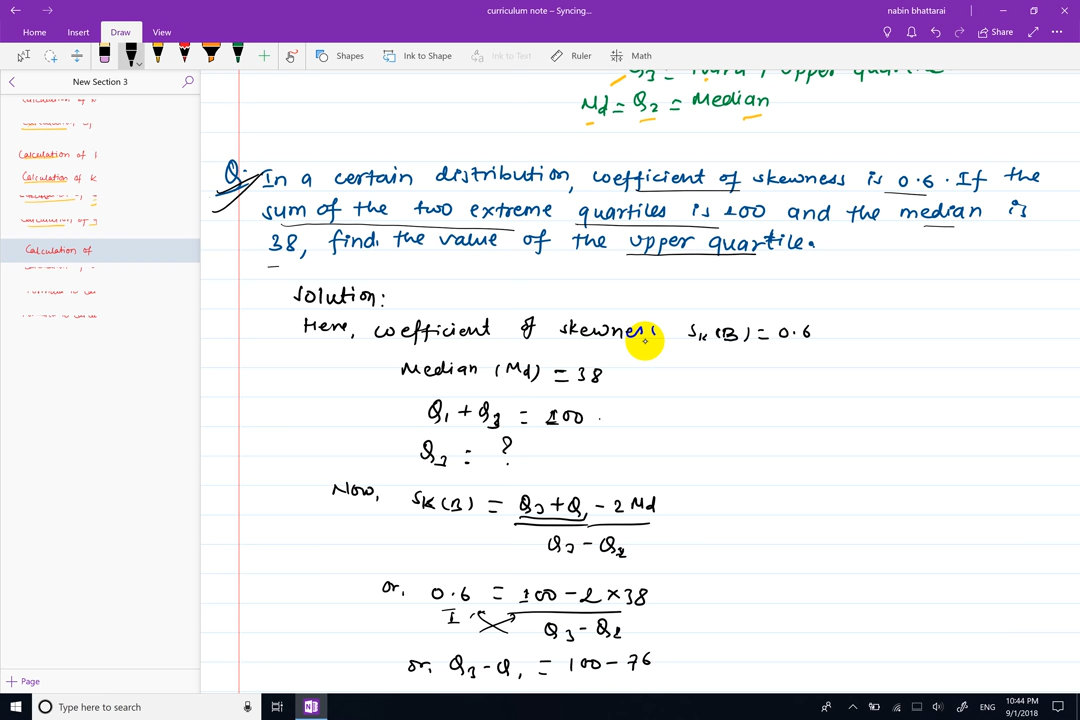 curriculum note – Syncing...
nabin bhattarai
Home Insert Draw View
Share
Shapes Ink to Shape Ink to Text Ruler Math
New Section 3
Calculation of
Calculation of k
Calculation of
Page
Md = Q2 = Median
Q. In a certain distribution, coefficient of skewness is 0.6. If the
sum of the two extreme quartiles is 100 and the median is
38, find the value of the upper quartile.
Solution:
Here, coefficient of skewness Sk(B) = 0.6
Median (Md) = 38
Q1 + Q3 = 100
Q3 = ?
Now, SK(B) = Q3 + Q1 - 2 Md
Q3 - Q1
or, 0.6 = 100 - 2 × 38
1
Q3 - Q1
or, Q3 - Q1 = 100 - 76
Type here to search
ENG
10:44 PM
9/1/2018